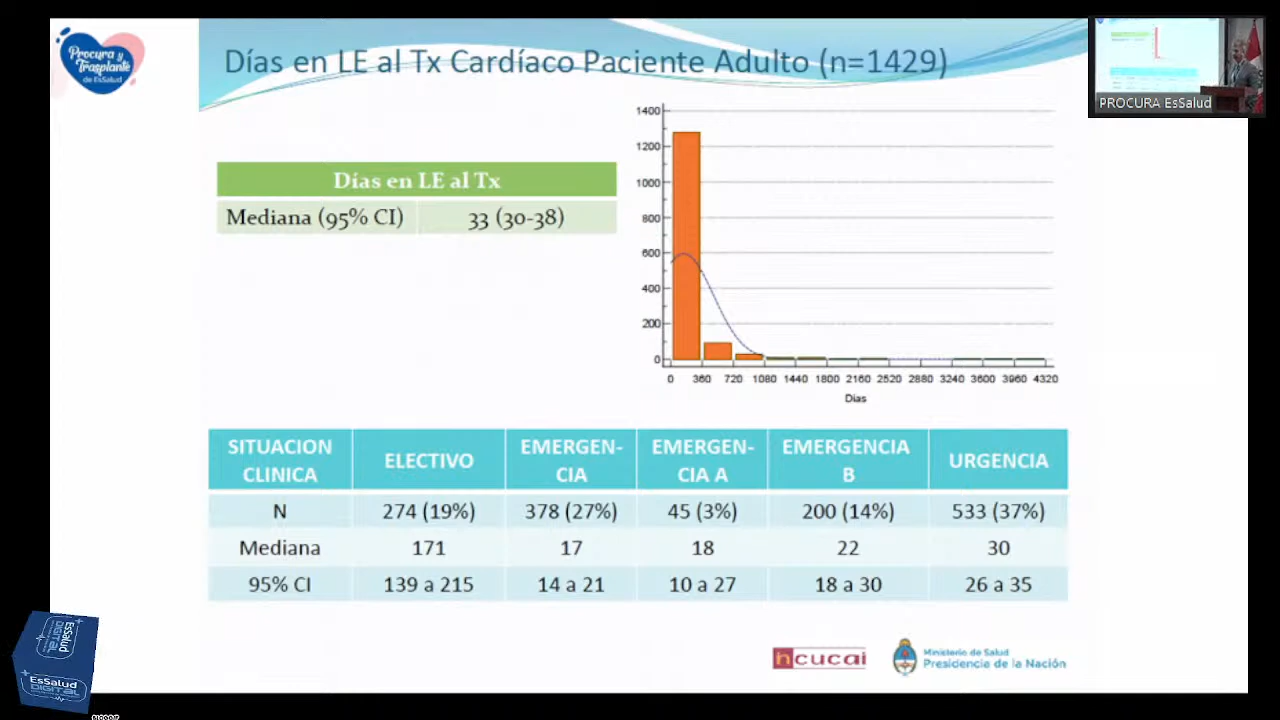 Procura y
Trasplante
de EsSalud
Días en LE al Tx Cardíaco Paciente Adulto (n=1429)
PROCURA EsSalud
Días en LE al Tx
Mediana (95% CI) 33 (30-38)
1400
1200
1000
800
600
400
200
0
0 360 720 1080 1440 1800 2160 2520 2880 3240 3600 3960 4320
Días
SITUACION CLINICA ELECTIVO EMERGEN-CIA EMERGEN-CIA A EMERGENCIA B URGENCIA
N 274 (19%) 378 (27%) 45 (3%) 200 (14%) 533 (37%)
Mediana 171 17 18 22 30
95% CI 139 a 215 14 a 21 10 a 27 18 a 30 26 a 35
incucai
Ministerio de Salud
Presidencia de la Nación
EsSalud
DIGITAL
EsSalud
DIGITAL